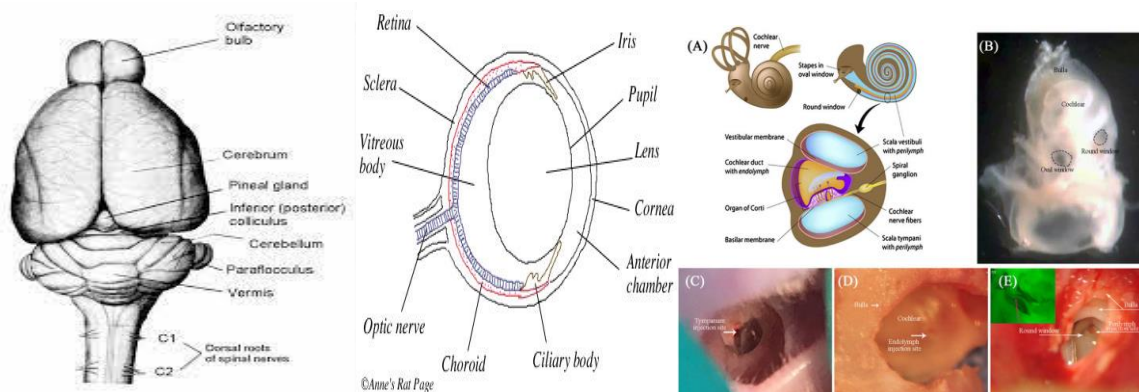 Olfactory
bulb
Cerebrum
Pineal gland
Inferior (posterior)
colliculus
Cerebellum
Paraflocculus
Vermis
C1
Dorsal roots
of spinal nerves
C2
Retina
Iris
Sclera
Pupil
Vitreous
body
Lens
Cornea
Anterior
chamber
Optic nerve
Choroid
Ciliary body
©Anne's Rat Page
(A)
Cochlear
nerve
Stapes in
oval window
Round window
Vestibular membrane
Scala vestibuli
with perilymph
Cochlear duct
with endolymph
Spiral
ganglion
Organ of Corti
Cochlear
nerve fibers
Basilar membrane
Scala tympani
with perilymph
(B)
Bulla
Cochlear
Round window
Oval window
(C)
Tympanum
injection site
(D)
Bulla
Cochlear
Endolymph
injection site
(E)
Bulla
Perilymph
injection site
Round window